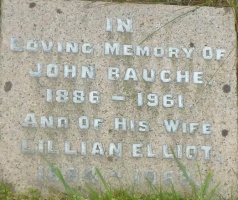 IN
LOVING MEMORY OF
JOHN BAUCHE
1886 - 1961
AND OF HIS WIFE
LILLIAN ELLIOT